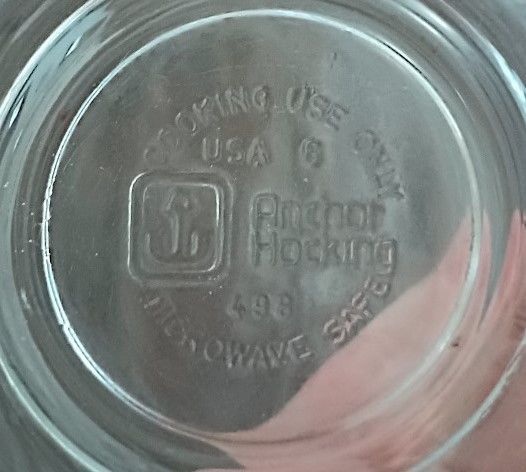 COOKING USE ONLY
USA 6
Anchor
Hocking
498
MICROWAVE SAFE